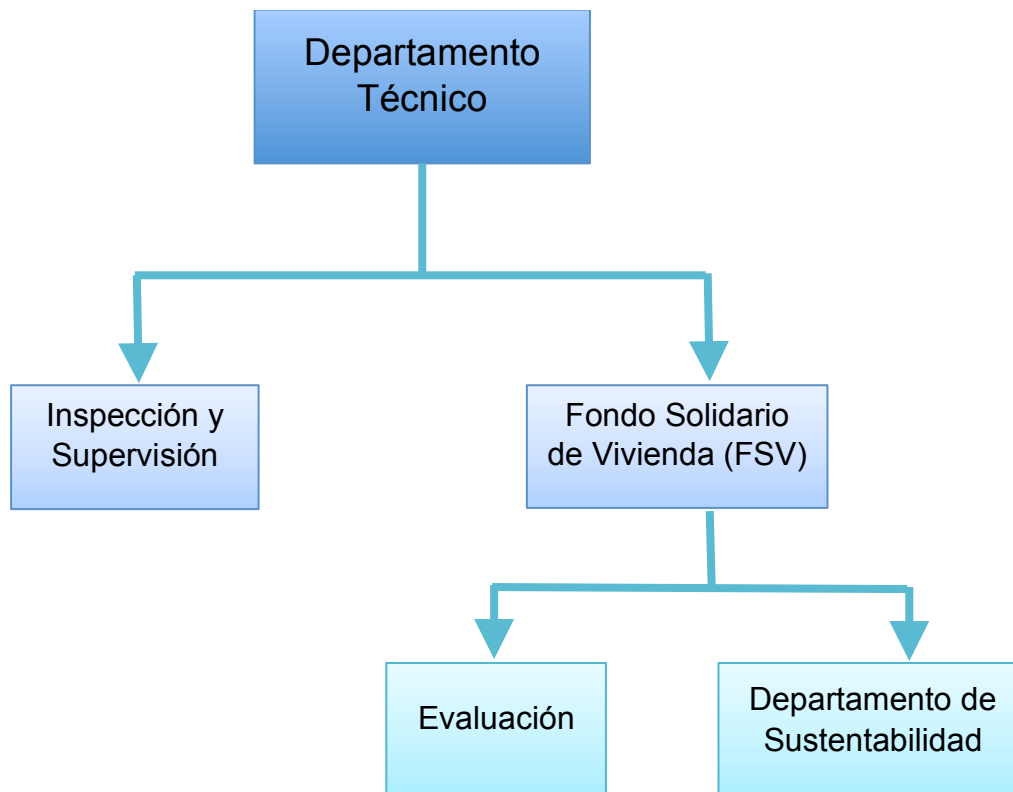 Departamento
Técnico
Inspección y
Supervisión
Fondo Solidario
de Vivienda (FSV)
Evaluación
Departamento de
Sustentabilidad